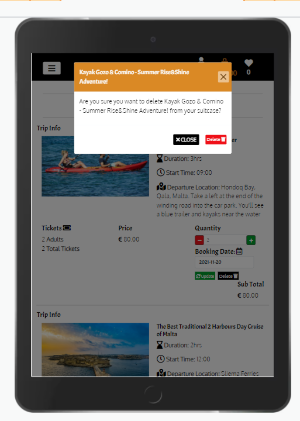 Kayak Gozo & Comino - Summer Rise&Shine
Adventure!
0
Are you sure you want to delete Kayak Gozo & Comino
- Summer Rise&Shine Adventure! from your suitcase?
CLOSE Delete
Trip Info
Duration: 3hrs
Start Time: 09:00
Departure Location: Hondoq Bay,
Qala, Malta. Take a left at the end of the
winding road into the car park. You'll see
a blue trailer and kayaks near the water
Tickets Price Quantity
2 Adults € 00.00
2 Total Tickets
Booking Date:
2021-11-20
Update Delete
Sub Total
€ 00.00
Trip Info
The Best Traditional 2 Harbours Day Cruise
of Malta
Duration: 2hrs
Start Time: 12:00
Departure Location: Sliema Ferries,